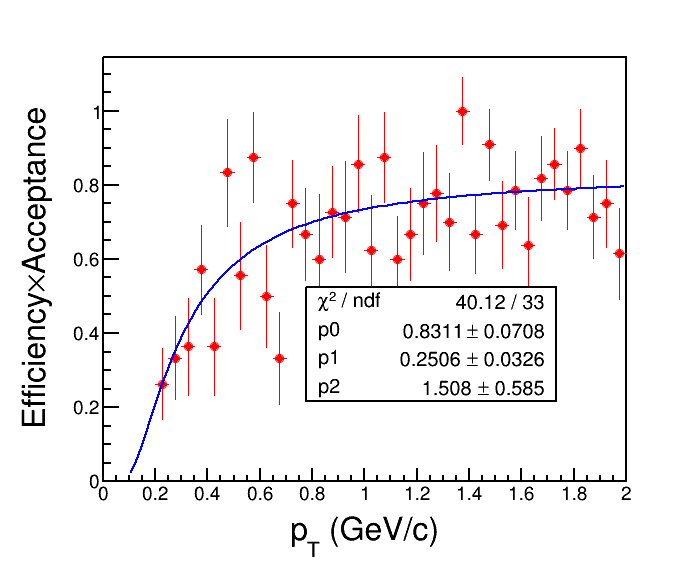 Efficiency×Acceptance
1
0.8
0.6
0.4
0.2
0
χ² / ndf 40.12 / 33
p0 0.8311 ± 0.0708
p1 0.2506 ± 0.0326
p2 1.508 ± 0.585
0 0.2 0.4 0.6 0.8 1 1.2 1.4 1.6 1.8 2
p_T (GeV/c)